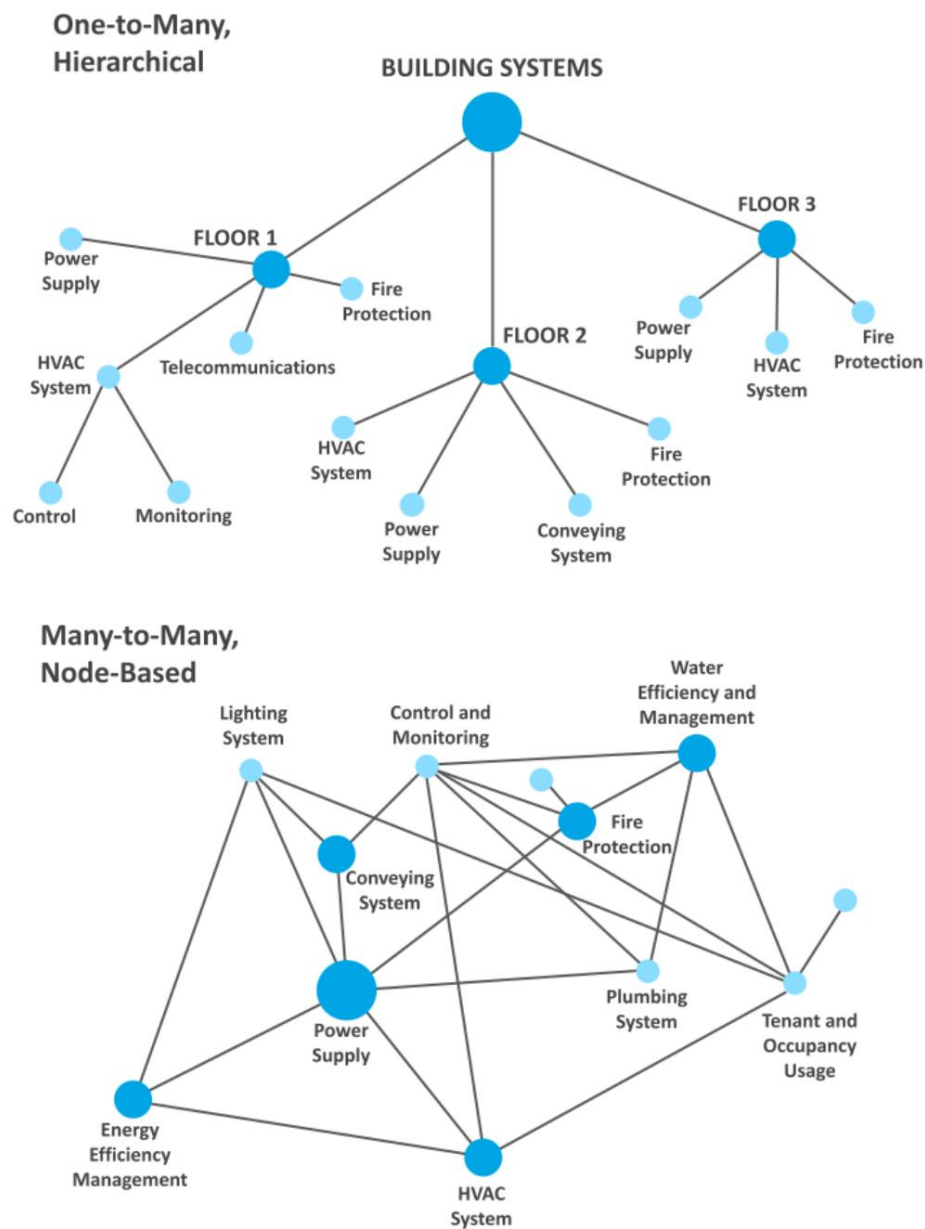 One-to-Many,
Hierarchical
BUILDING SYSTEMS
FLOOR 1
Power
Supply
Fire
Protection
Telecommunications
HVAC
System
Control
Monitoring
FLOOR 2
HVAC
System
Power
Supply
Conveying
System
Fire
Protection
FLOOR 3
Power
Supply
HVAC
System
Fire
Protection
Many-to-Many,
Node-Based
Lighting
System
Control and
Monitoring
Water
Efficiency and
Management
Fire
Protection
Conveying
System
Power
Supply
Plumbing
System
Tenant and
Occupancy
Usage
Energy
Efficiency
Management
HVAC
System